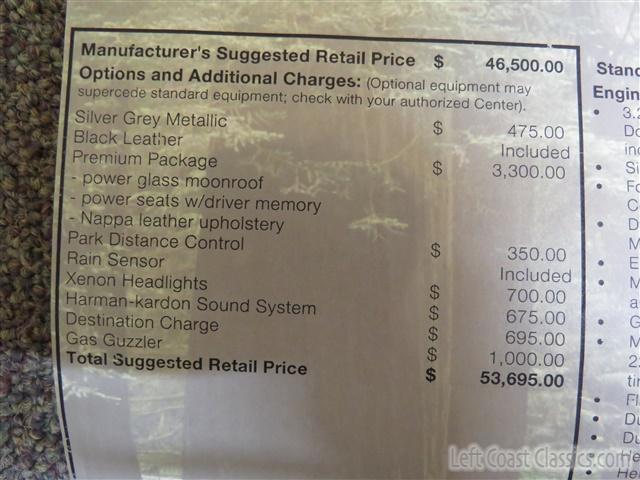 Manufacturer's Suggested Retail Price $ 46,500.00
Options and Additional Charges: (Optional equipment may
supercede standard equipment; check with your authorized Center).
Silver Grey Metallic $ 475.00
Black Leather Included
Premium Package $ 3,300.00
- power glass moonroof
- power seats w/driver memory
- Nappa leather upholstery
Park Distance Control $ 350.00
Rain Sensor Included
Xenon Headlights $ 700.00
Harman-kardon Sound System $ 675.00
Destination Charge $ 695.00
Gas Guzzler $ 1,000.00
Total Suggested Retail Price $ 53,695.00
Left Coast Classics.com